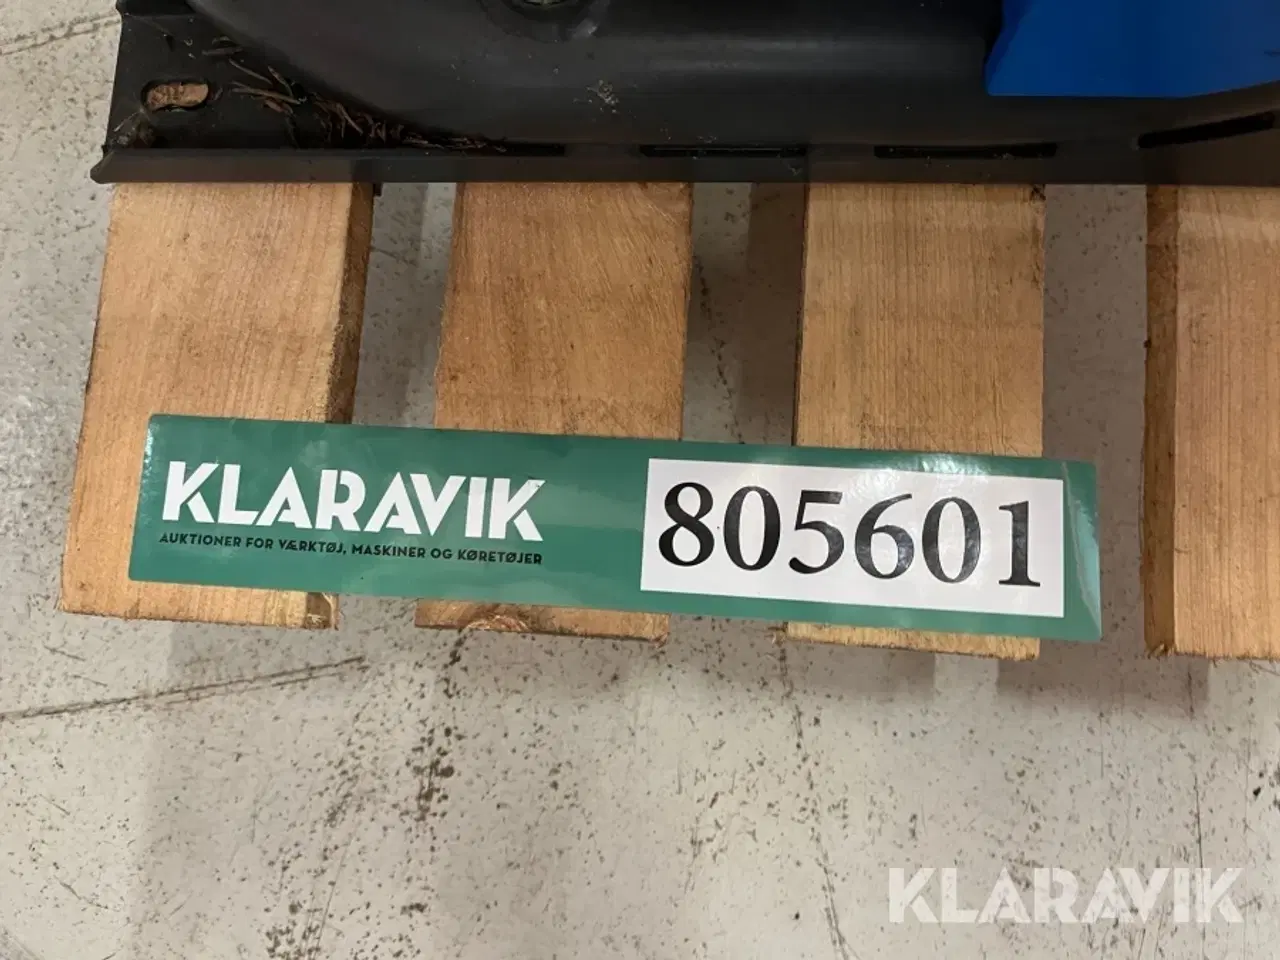 KLARAVIK
AUKTIONER FOR VÆRKTØJ, MASKINER OG KØRETØJER
805601
KLARAVIK